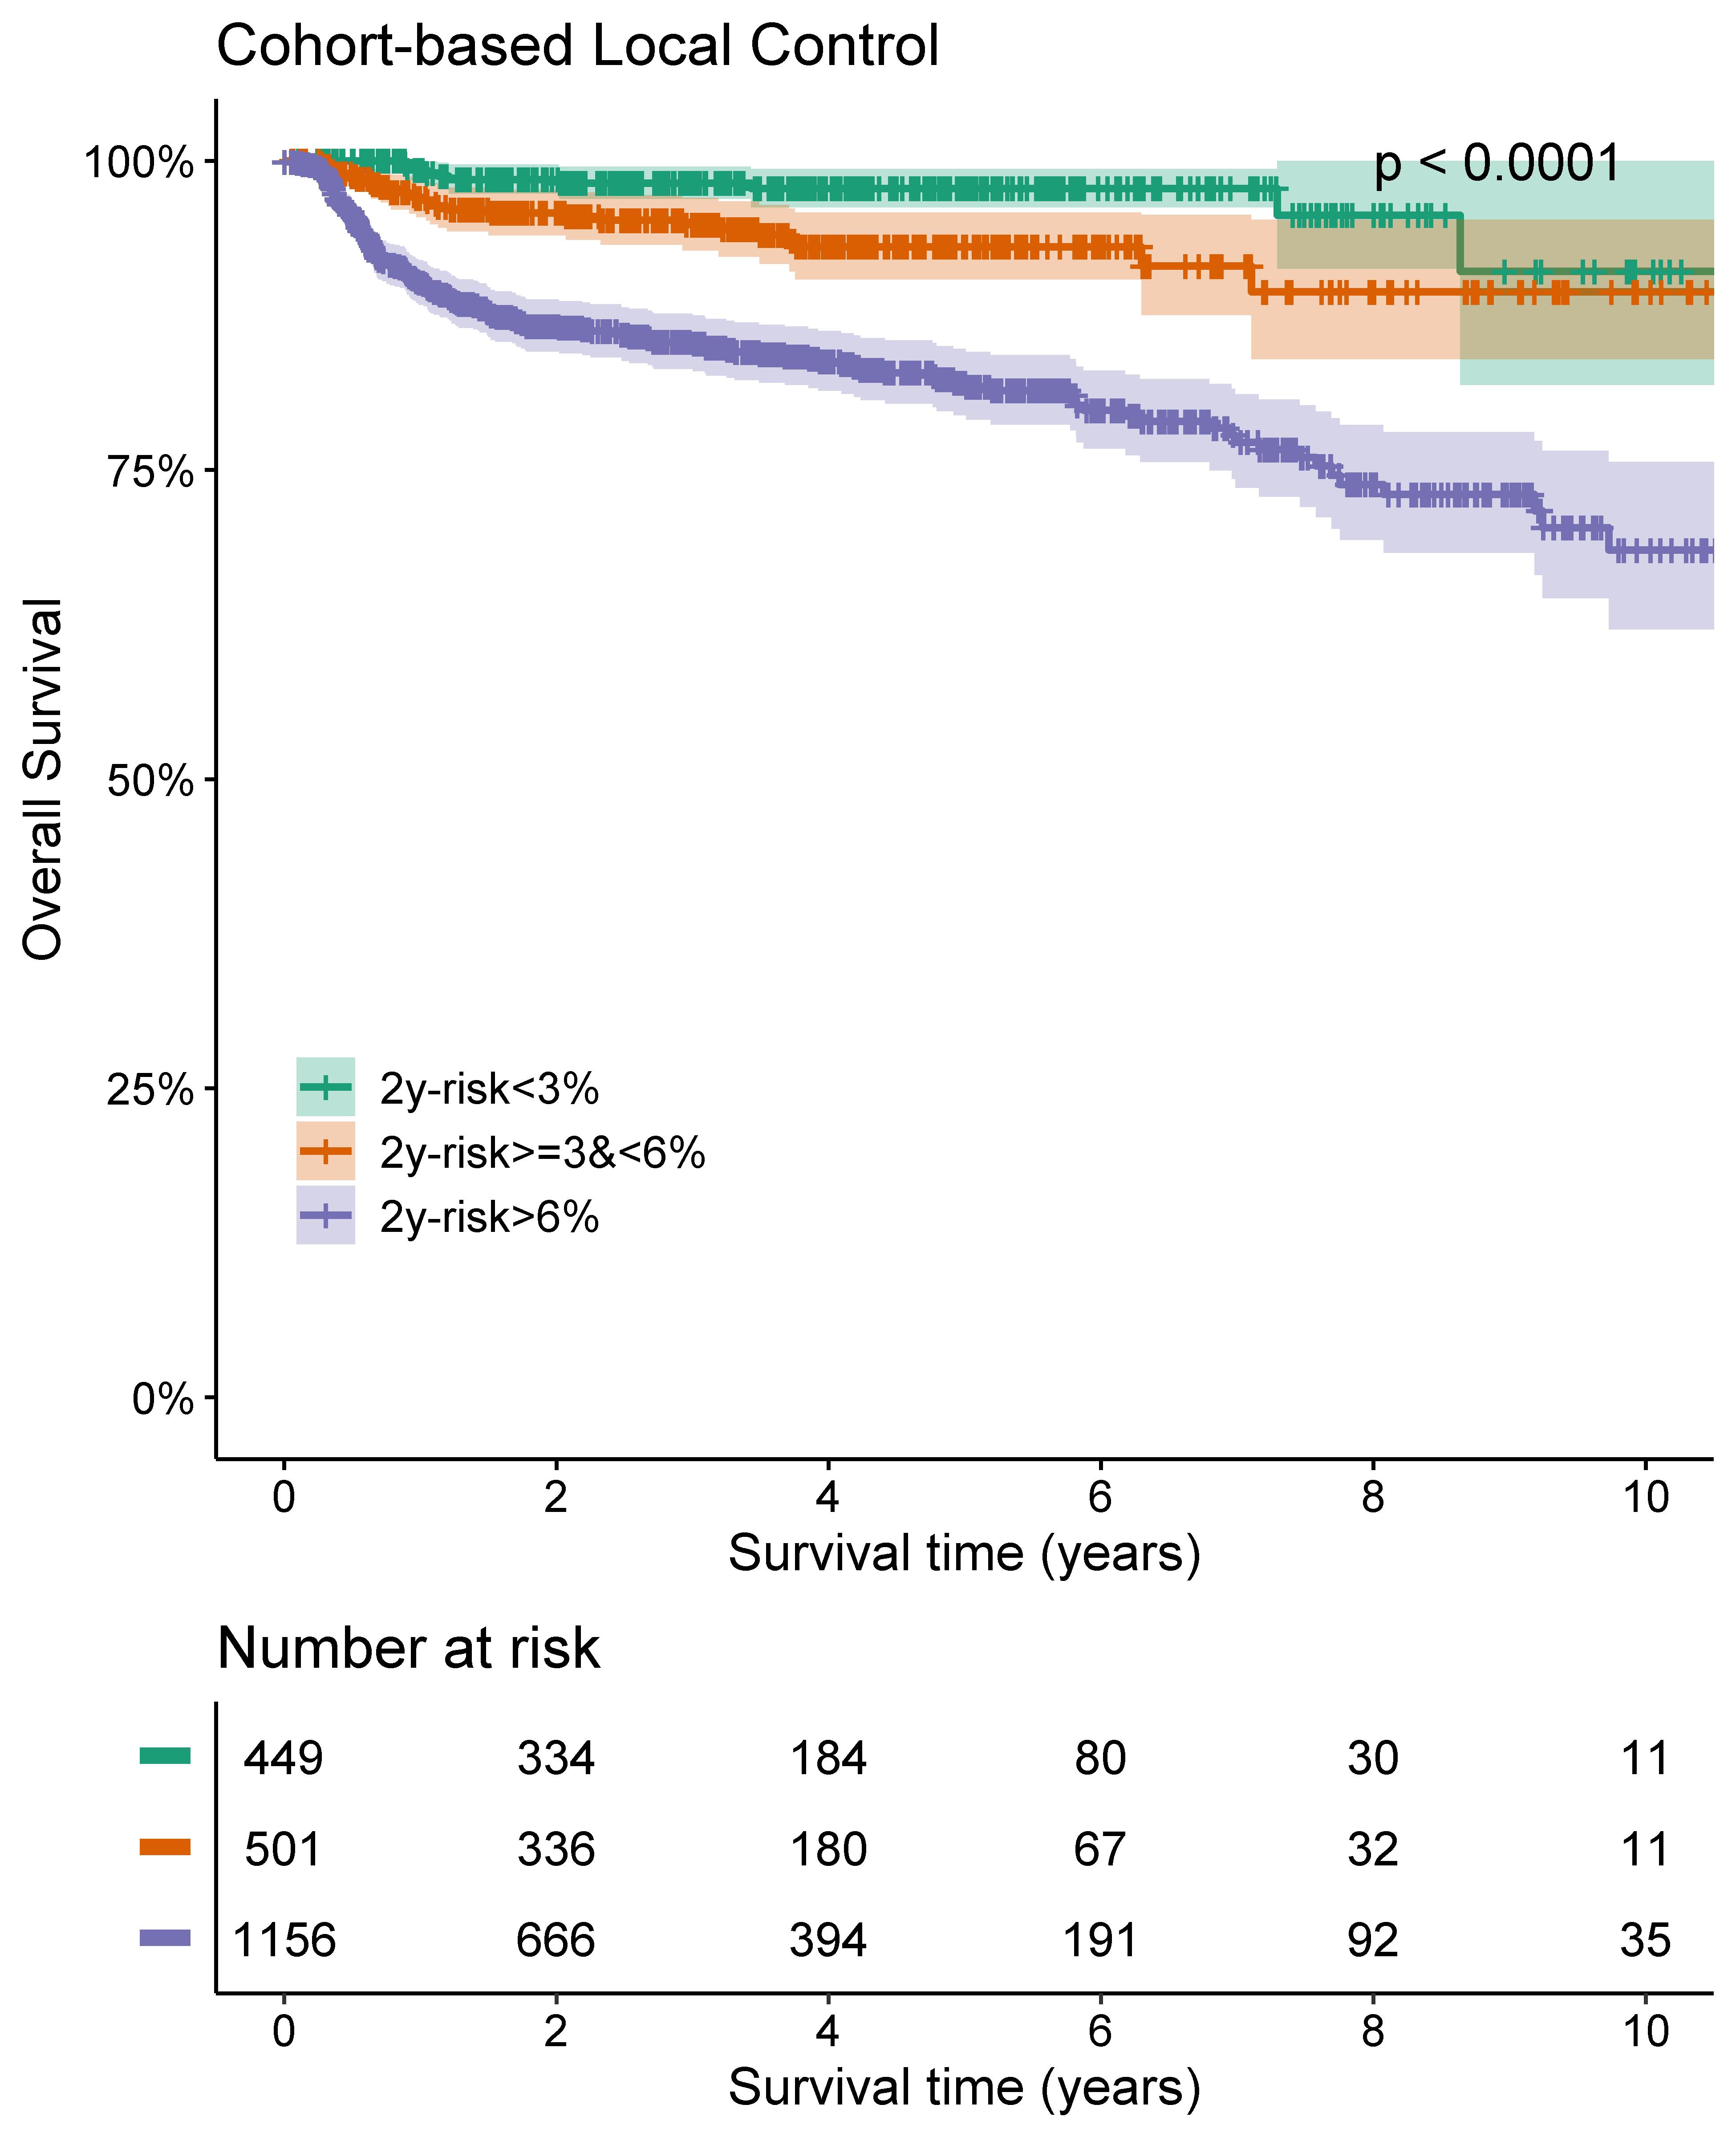 Cohort-based Local Control
p < 0.0001
100%
75%
50%
25%
0%
Overall Survival
2y-risk<3%
2y-risk>=3&<6%
2y-risk>6%
0 2 4 6 8 10
Survival time (years)
Number at risk
449 334 184 80 30 11
501 336 180 67 32 11
1156 666 394 191 92 35
0 2 4 6 8 10
Survival time (years)